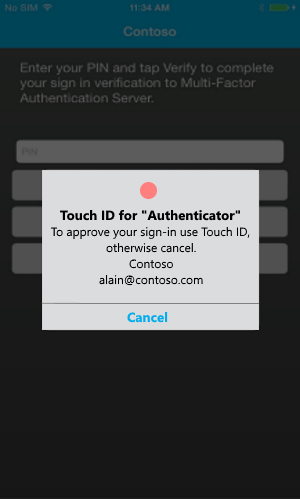 No SIM 11:34 AM
Contoso
Enter your PIN and tap Verify to complete
your sign in verification to Multi-Factor
Authentication Server.
PIN
Touch ID for "Authenticator"
To approve your sign-in use Touch ID,
otherwise cancel.
Contoso
alain@contoso.com
Cancel